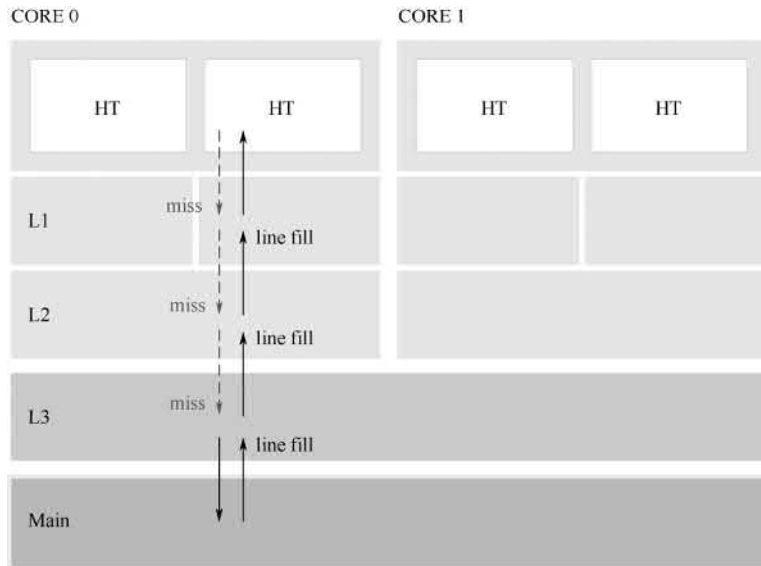 CORE 0 CORE 1
HT HT HT HT
miss
L1
line fill
miss
L2
line fill
miss
L3
line fill
Main